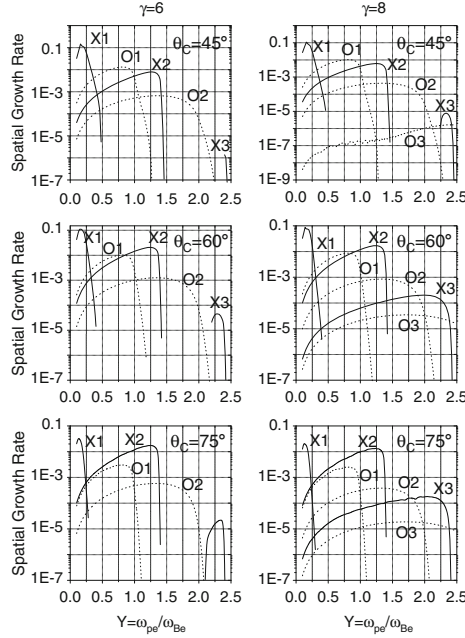 γ=6
γ=8
Spatial Growth Rate
0.1
1E-3
1E-5
1E-7
X1
O1
X2
O2
X3
θC=45°
0.1
1E-3
1E-5
1E-7
1E-9
X1
O1
X2
O2
O3
X3
θC=45°
0.0 0.5 1.0 1.5 2.0 2.5
0.0 0.5 1.0 1.5 2.0 2.5
Spatial Growth Rate
0.1
1E-3
1E-5
1E-7
X1
O1
X2
O2
X3
θC=60°
0.1
1E-3
1E-5
1E-7
X1
O1
X2
O2
O3
X3
θC=60°
0.0 0.5 1.0 1.5 2.0 2.5
0.0 0.5 1.0 1.5 2.0 2.5
Spatial Growth Rate
0.1
1E-3
1E-5
1E-7
X1
O1
X2
O2
X3
θC=75°
0.1
1E-3
1E-5
1E-7
X1
O1
X2
O2
O3
X3
θC=75°
0.0 0.5 1.0 1.5 2.0 2.5
0.0 0.5 1.0 1.5 2.0 2.5
Y=ωpe/ωBe
Y=ωpe/ωBe